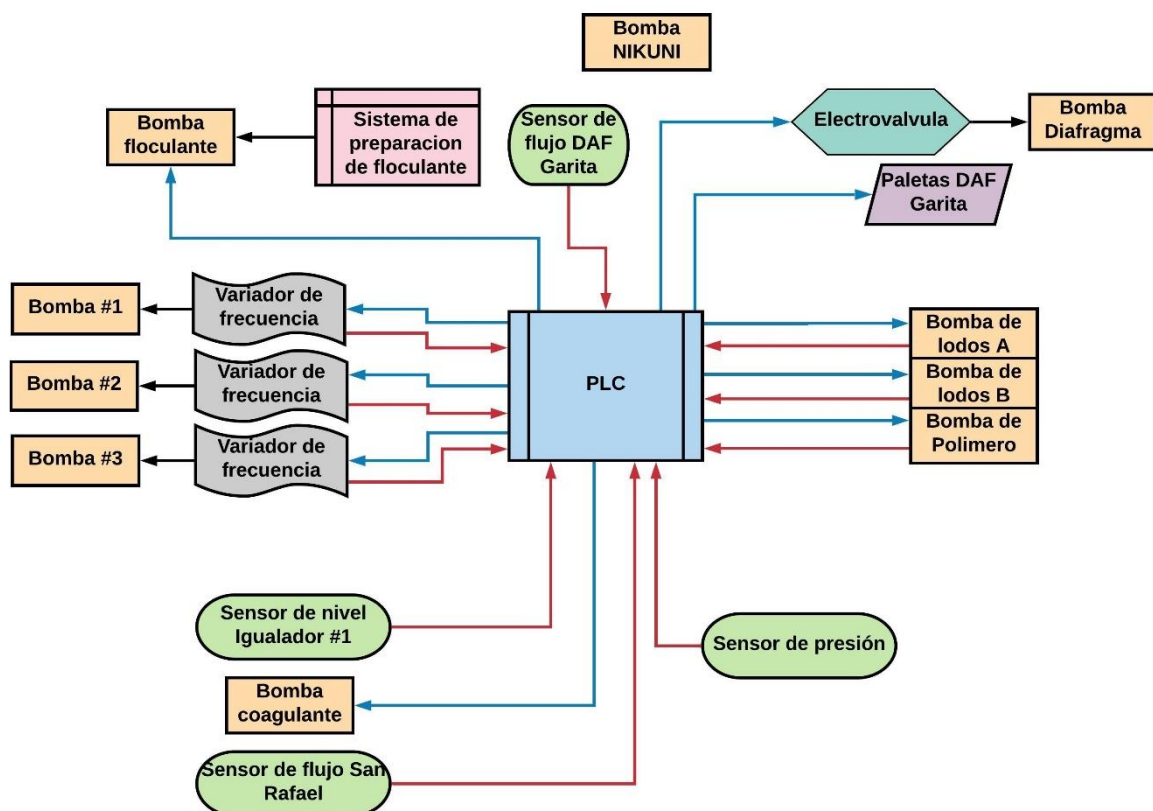 Bomba
NIKUNI
Bomba
floculante
Sistema de
preparacion
de floculante
Sensor de
flujo DAF
Garita
Electrovalvula
Bomba
Diafragma
Paletas DAF
Garita
Bomba #1
Variador de
frecuencia
Bomba #2
Variador de
frecuencia
Bomba #3
Variador de
frecuencia
PLC
Bomba de
lodos A
Bomba de
lodos B
Bomba de
Polimero
Sensor de nivel
Igualador #1
Sensor de presión
Bomba
coagulante
Sensor de flujo San
Rafael